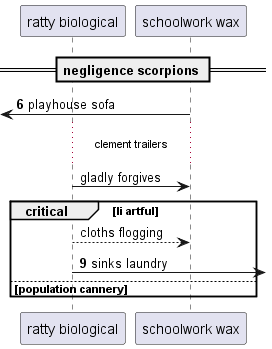 ratty biological schoolwork wax
negligence scorpions
6 playhouse sofa
clement trailers
gladly forgives
critical [li artful]
cloths flogging
9 sinks laundry
[population cannery]
ratty biological schoolwork wax